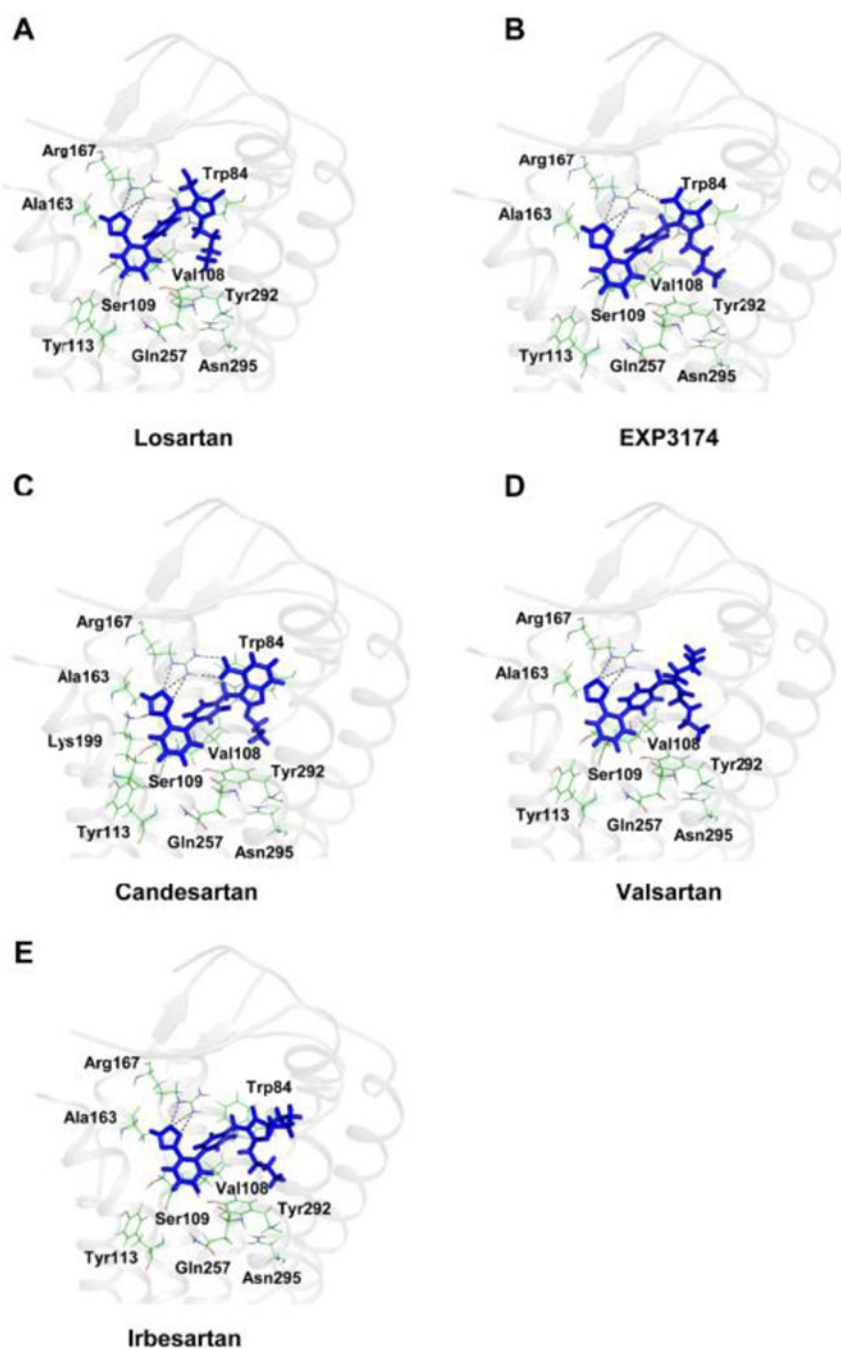 A
Arg167
Trp84
Ala163
Val108
Ser109
Tyr292
Tyr113
Gln257
Asn295
Losartan
B
Arg167
Trp84
Ala163
Val108
Ser109
Tyr292
Tyr113
Gln257
Asn295
EXP3174
C
Arg167
Trp84
Ala163
Lys199
Val108
Ser109
Tyr292
Tyr113
Gln257
Asn295
Candesartan
D
Arg167
Ala163
Val108
Ser109
Tyr292
Tyr113
Gln257
Asn295
Valsartan
E
Arg167
Trp84
Ala163
Val108
Ser109
Tyr292
Tyr113
Gln257
Asn295
Irbesartan